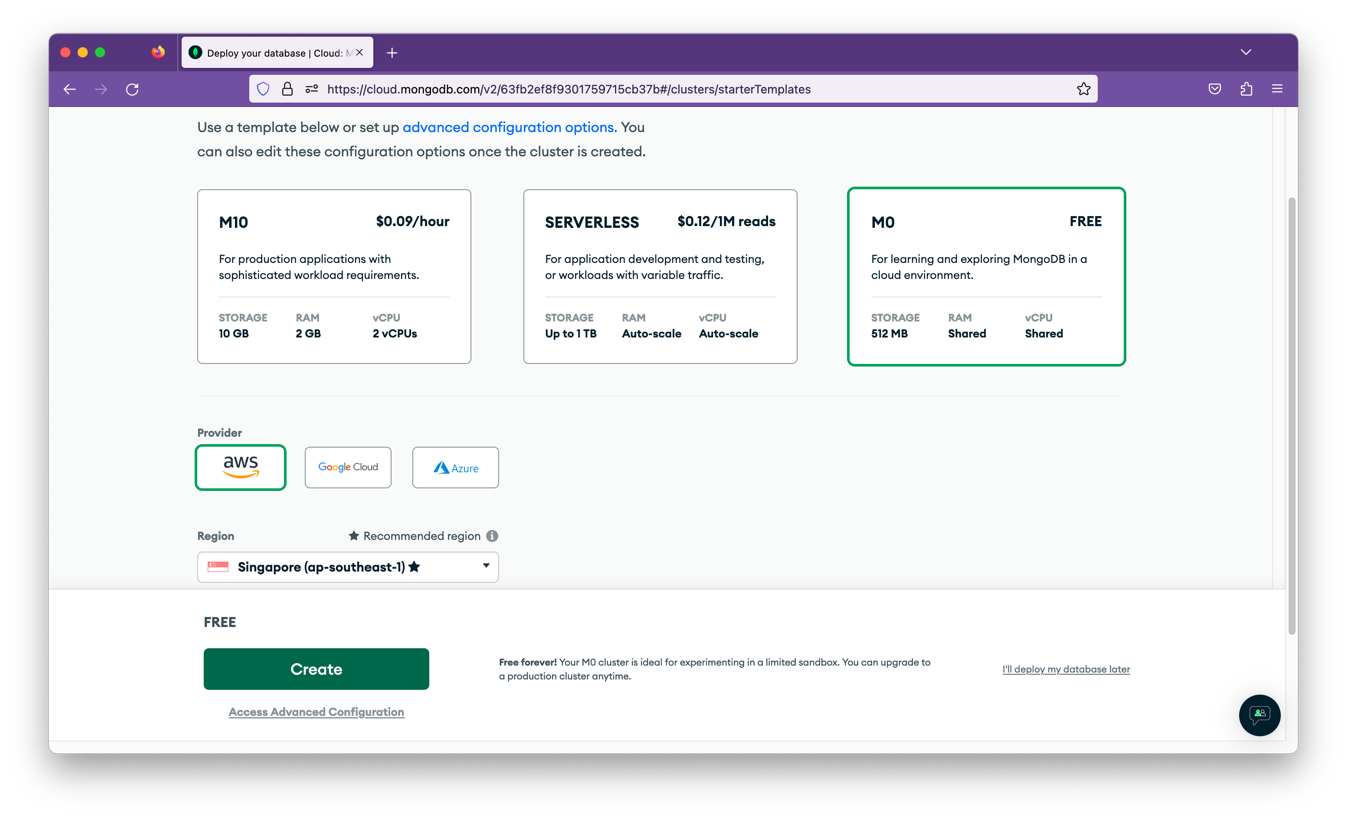 Deploy your database | Cloud: M
https://cloud.mongodb.com/v2/63fb2ef8f9301759715cb37b#/clusters/starterTemplates
Use a template below or set up advanced configuration options. You
can also edit these configuration options once the cluster is created.
M10 $0.09/hour
For production applications with
sophisticated workload requirements.
STORAGE RAM vCPU
10 GB 2 GB 2 vCPUs
SERVERLESS $0.12/1M reads
For application development and testing,
or workloads with variable traffic.
STORAGE RAM vCPU
Up to 1 TB Auto-scale Auto-scale
M0 FREE
For learning and exploring MongoDB in a
cloud environment.
STORAGE RAM vCPU
512 MB Shared Shared
Provider
aws Google Cloud Azure
Region ★ Recommended region i
Singapore (ap-southeast-1) ★
FREE
Create
Access Advanced Configuration
Free forever! Your M0 cluster is ideal for experimenting in a limited sandbox. You can upgrade to
a production cluster anytime.
I'll deploy my database later